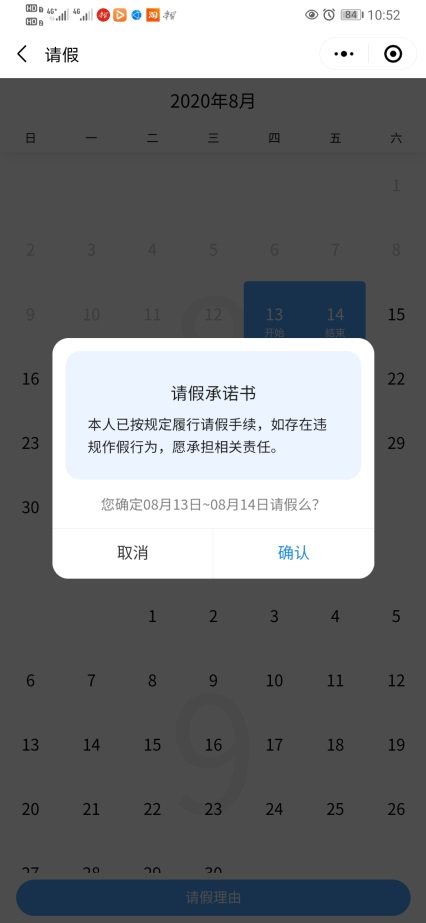 84 10:52
请假
2020年8月
日 一 二 三 四 五 六
1
2 3 4 5 6 7 8
9 10 11 12 13 14 15
开始 结束
16 22
请假承诺书
本人已按规定履行请假手续，如存在违
规作假行为，愿承担相关责任。
23 29
您确定08月13日~08月14日请假么？
30
取消 确认
1 2 3 4 5
6 7 8 9 10 11 12
13 14 15 16 17 18 19
9
20 21 22 23 24 25 26
27 28 29 30
请假理由